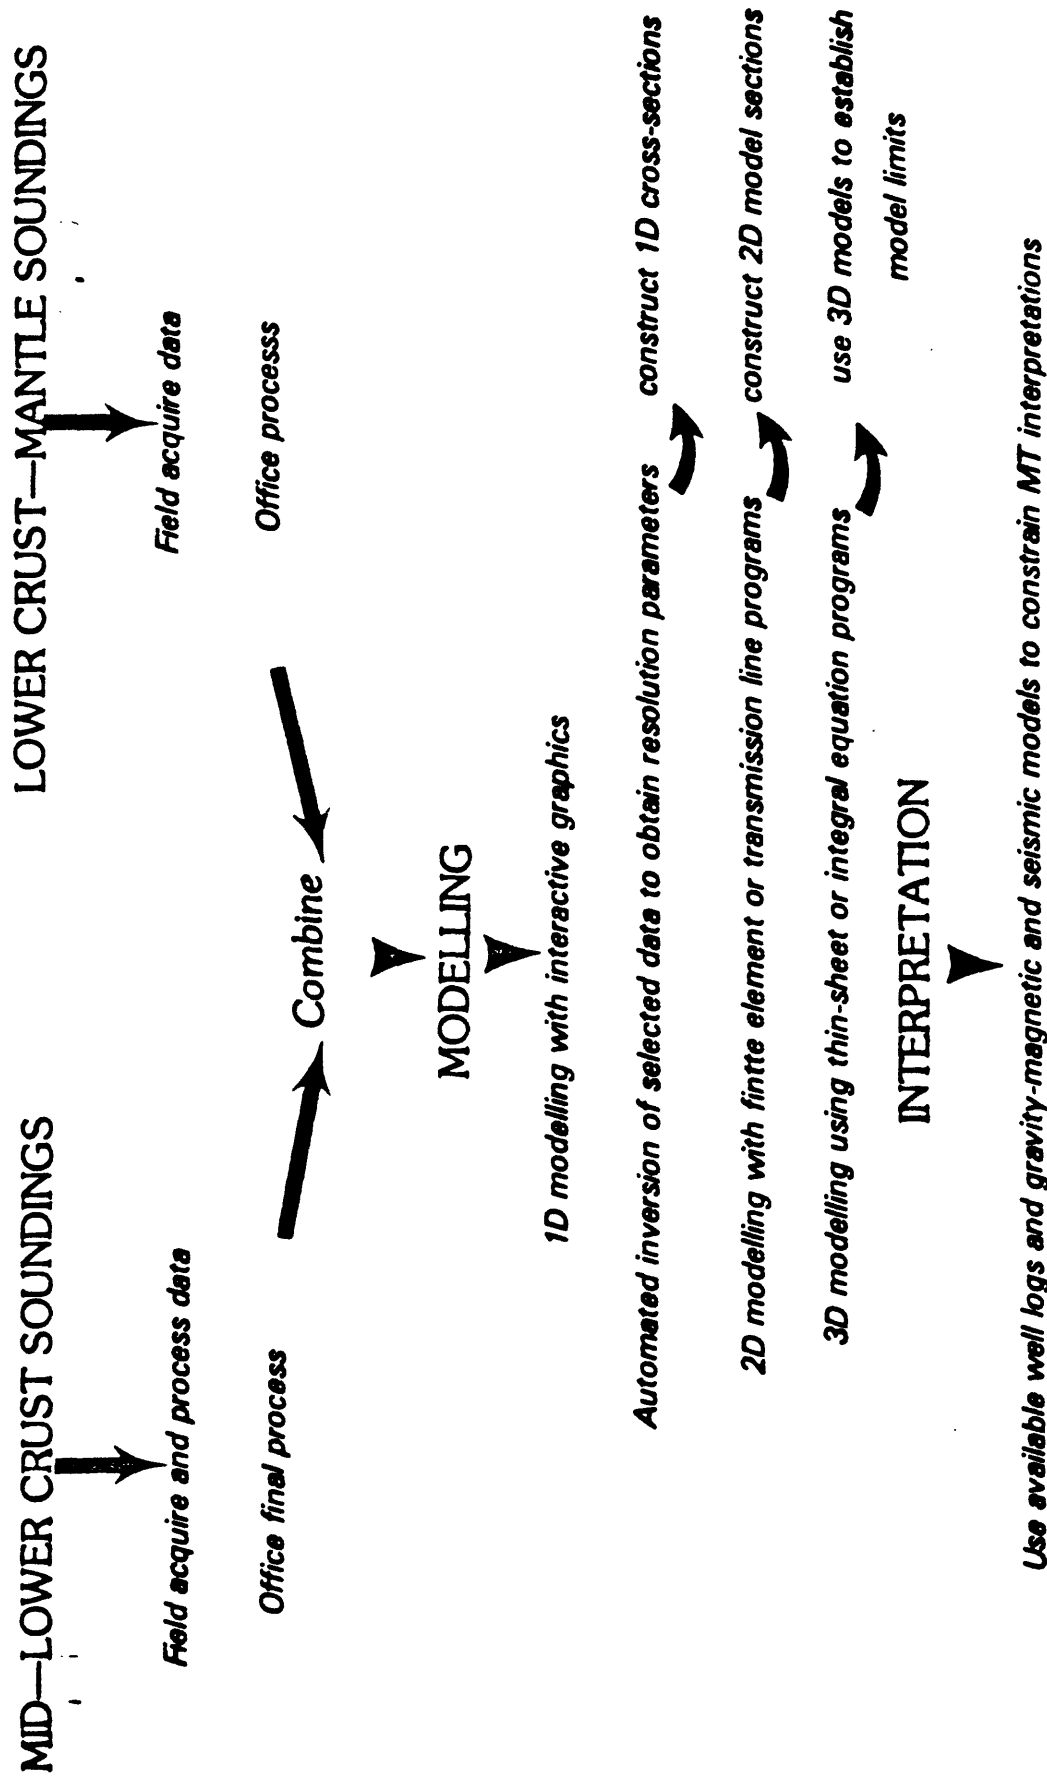 MID—LOWER CRUST SOUNDINGS
LOWER CRUST—MANTLE SOUNDINGS
Field acquire and process data
Field acquire data
Office final process
Office processs
Combine
MODELLING
1D modelling with interactive graphics
Automated inversion of selected data to obtain resolution parameters
construct 1D cross-sections
2D modelling with fintte element or transmission line programs
construct 2D model sections
3D modelling using thin-sheet or integral equation programs
use 3D models to establish
model limits
INTERPRETATION
Use available well logs and gravity-magnetic and seismic models to constrain MT interpretations